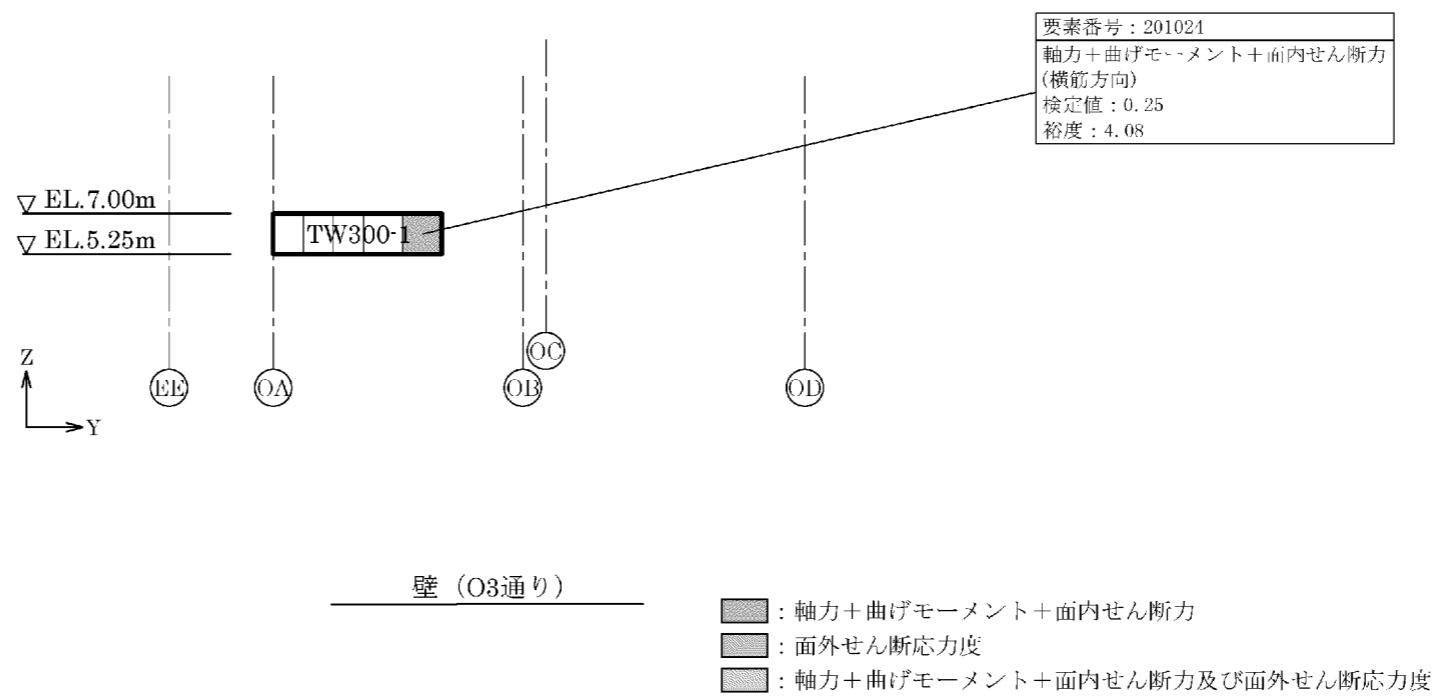 要素番号：201024
軸力＋曲げモーメント＋面内せん断力
(横筋方向)
検定値：0.25
裕度：4.08
▽ EL.7.00m
▽ EL.5.25m
TW300-1
OC
EE
OA
OB
OD
Z
Y
壁（O3通り）
：軸力＋曲げモーメント＋面内せん断力
：面外せん断応力度
：軸力＋曲げモーメント＋面内せん断力及び面外せん断応力度